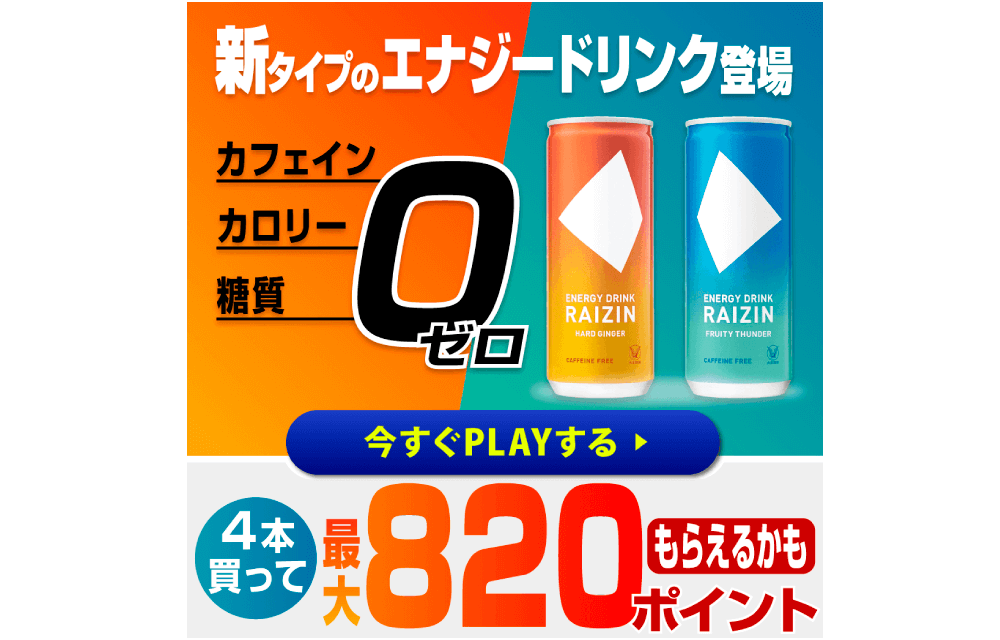 新タイプのエナジードリンク登場
カフェイン
カロリー
糖質
0
ゼロ
ENERGY DRINK
RAIZIN
HARD GINGER
CAFFEINE FREE
ENERGY DRINK
RAIZIN
FRUITY THUNDER
CAFFEINE FREE
今すぐPLAYする
4本
買って
最大
820
もらえるかも
ポイント